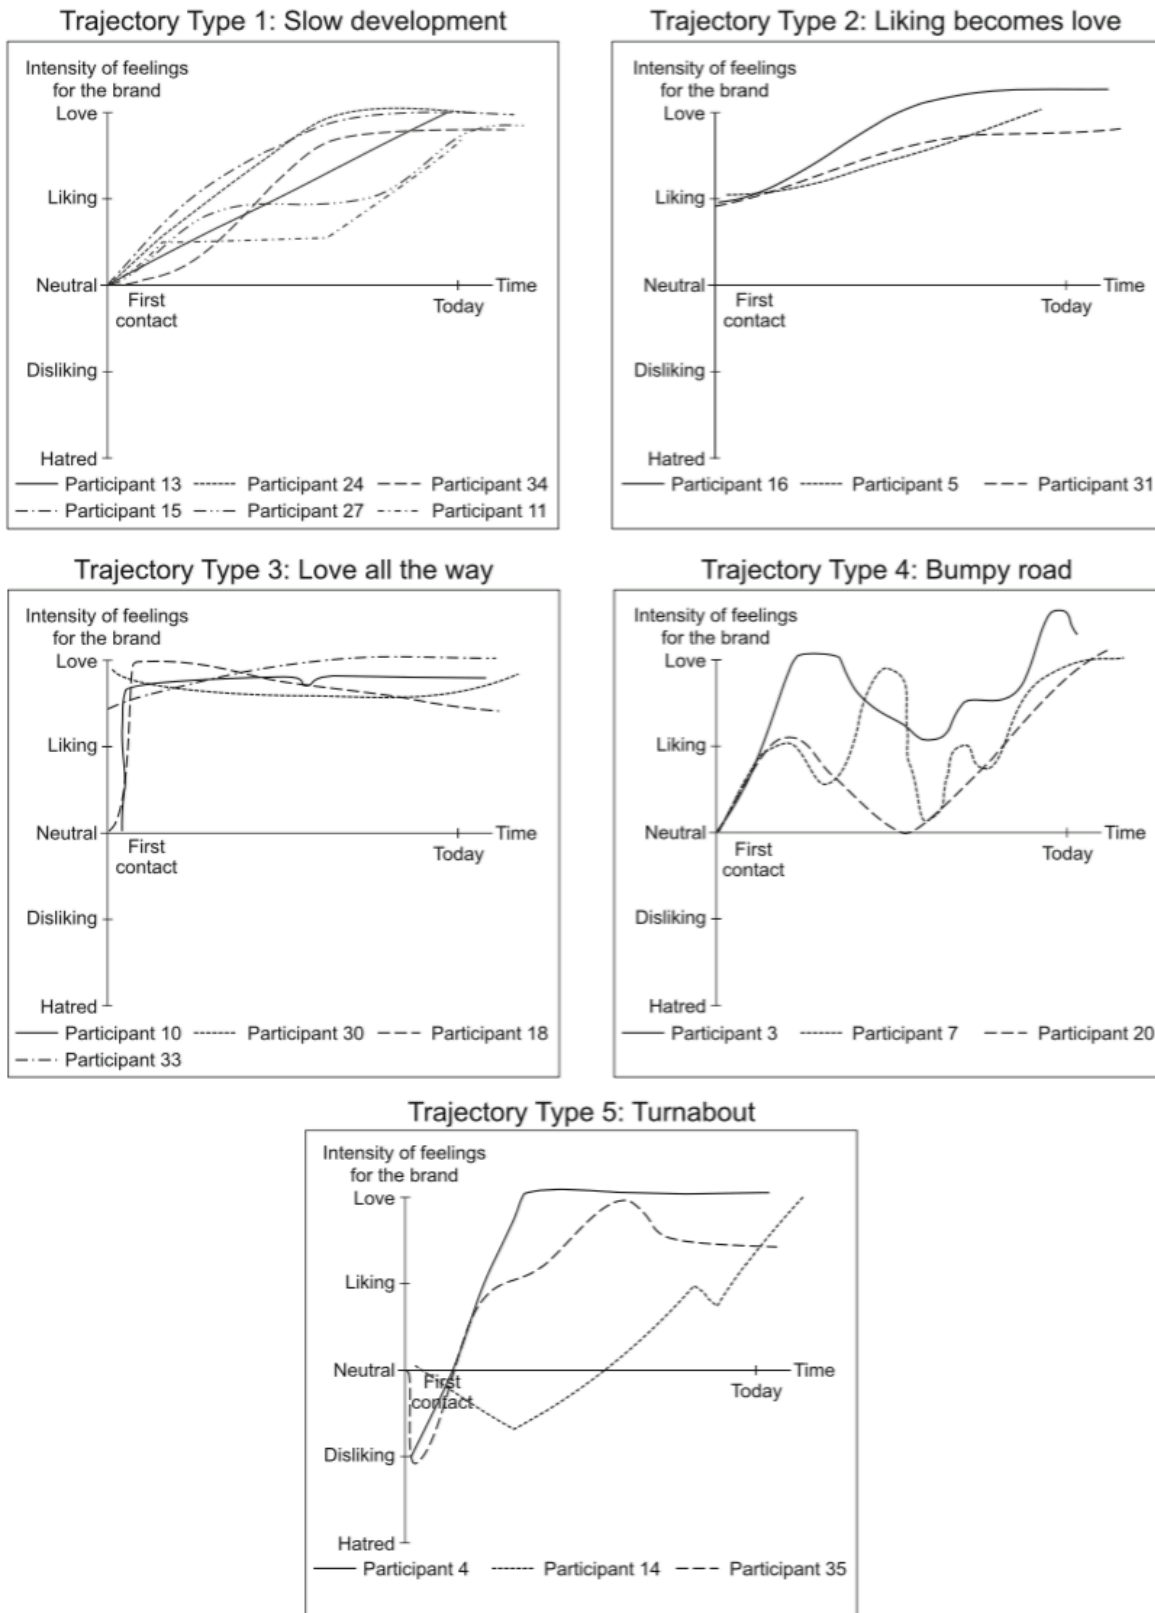 Trajectory Type 1: Slow development
Intensity of feelings
for the brand
Love
Liking
Neutral
First
contact
Today
Time
Disliking
Hatred
Participant 13
Participant 24
Participant 34
Participant 15
Participant 27
Participant 11
Trajectory Type 2: Liking becomes love
Intensity of feelings
for the brand
Love
Liking
Neutral
First
contact
Today
Time
Disliking
Hatred
Participant 16
Participant 5
Participant 31
Trajectory Type 3: Love all the way
Intensity of feelings
for the brand
Love
Liking
Neutral
First
contact
Today
Time
Disliking
Hatred
Participant 10
Participant 30
Participant 18
Participant 33
Trajectory Type 4: Bumpy road
Intensity of feelings
for the brand
Love
Liking
Neutral
First
contact
Today
Time
Disliking
Hatred
Participant 3
Participant 7
Participant 20
Trajectory Type 5: Turnabout
Intensity of feelings
for the brand
Love
Liking
Neutral
First
contact
Today
Time
Disliking
Hatred
Participant 4
Participant 14
Participant 35